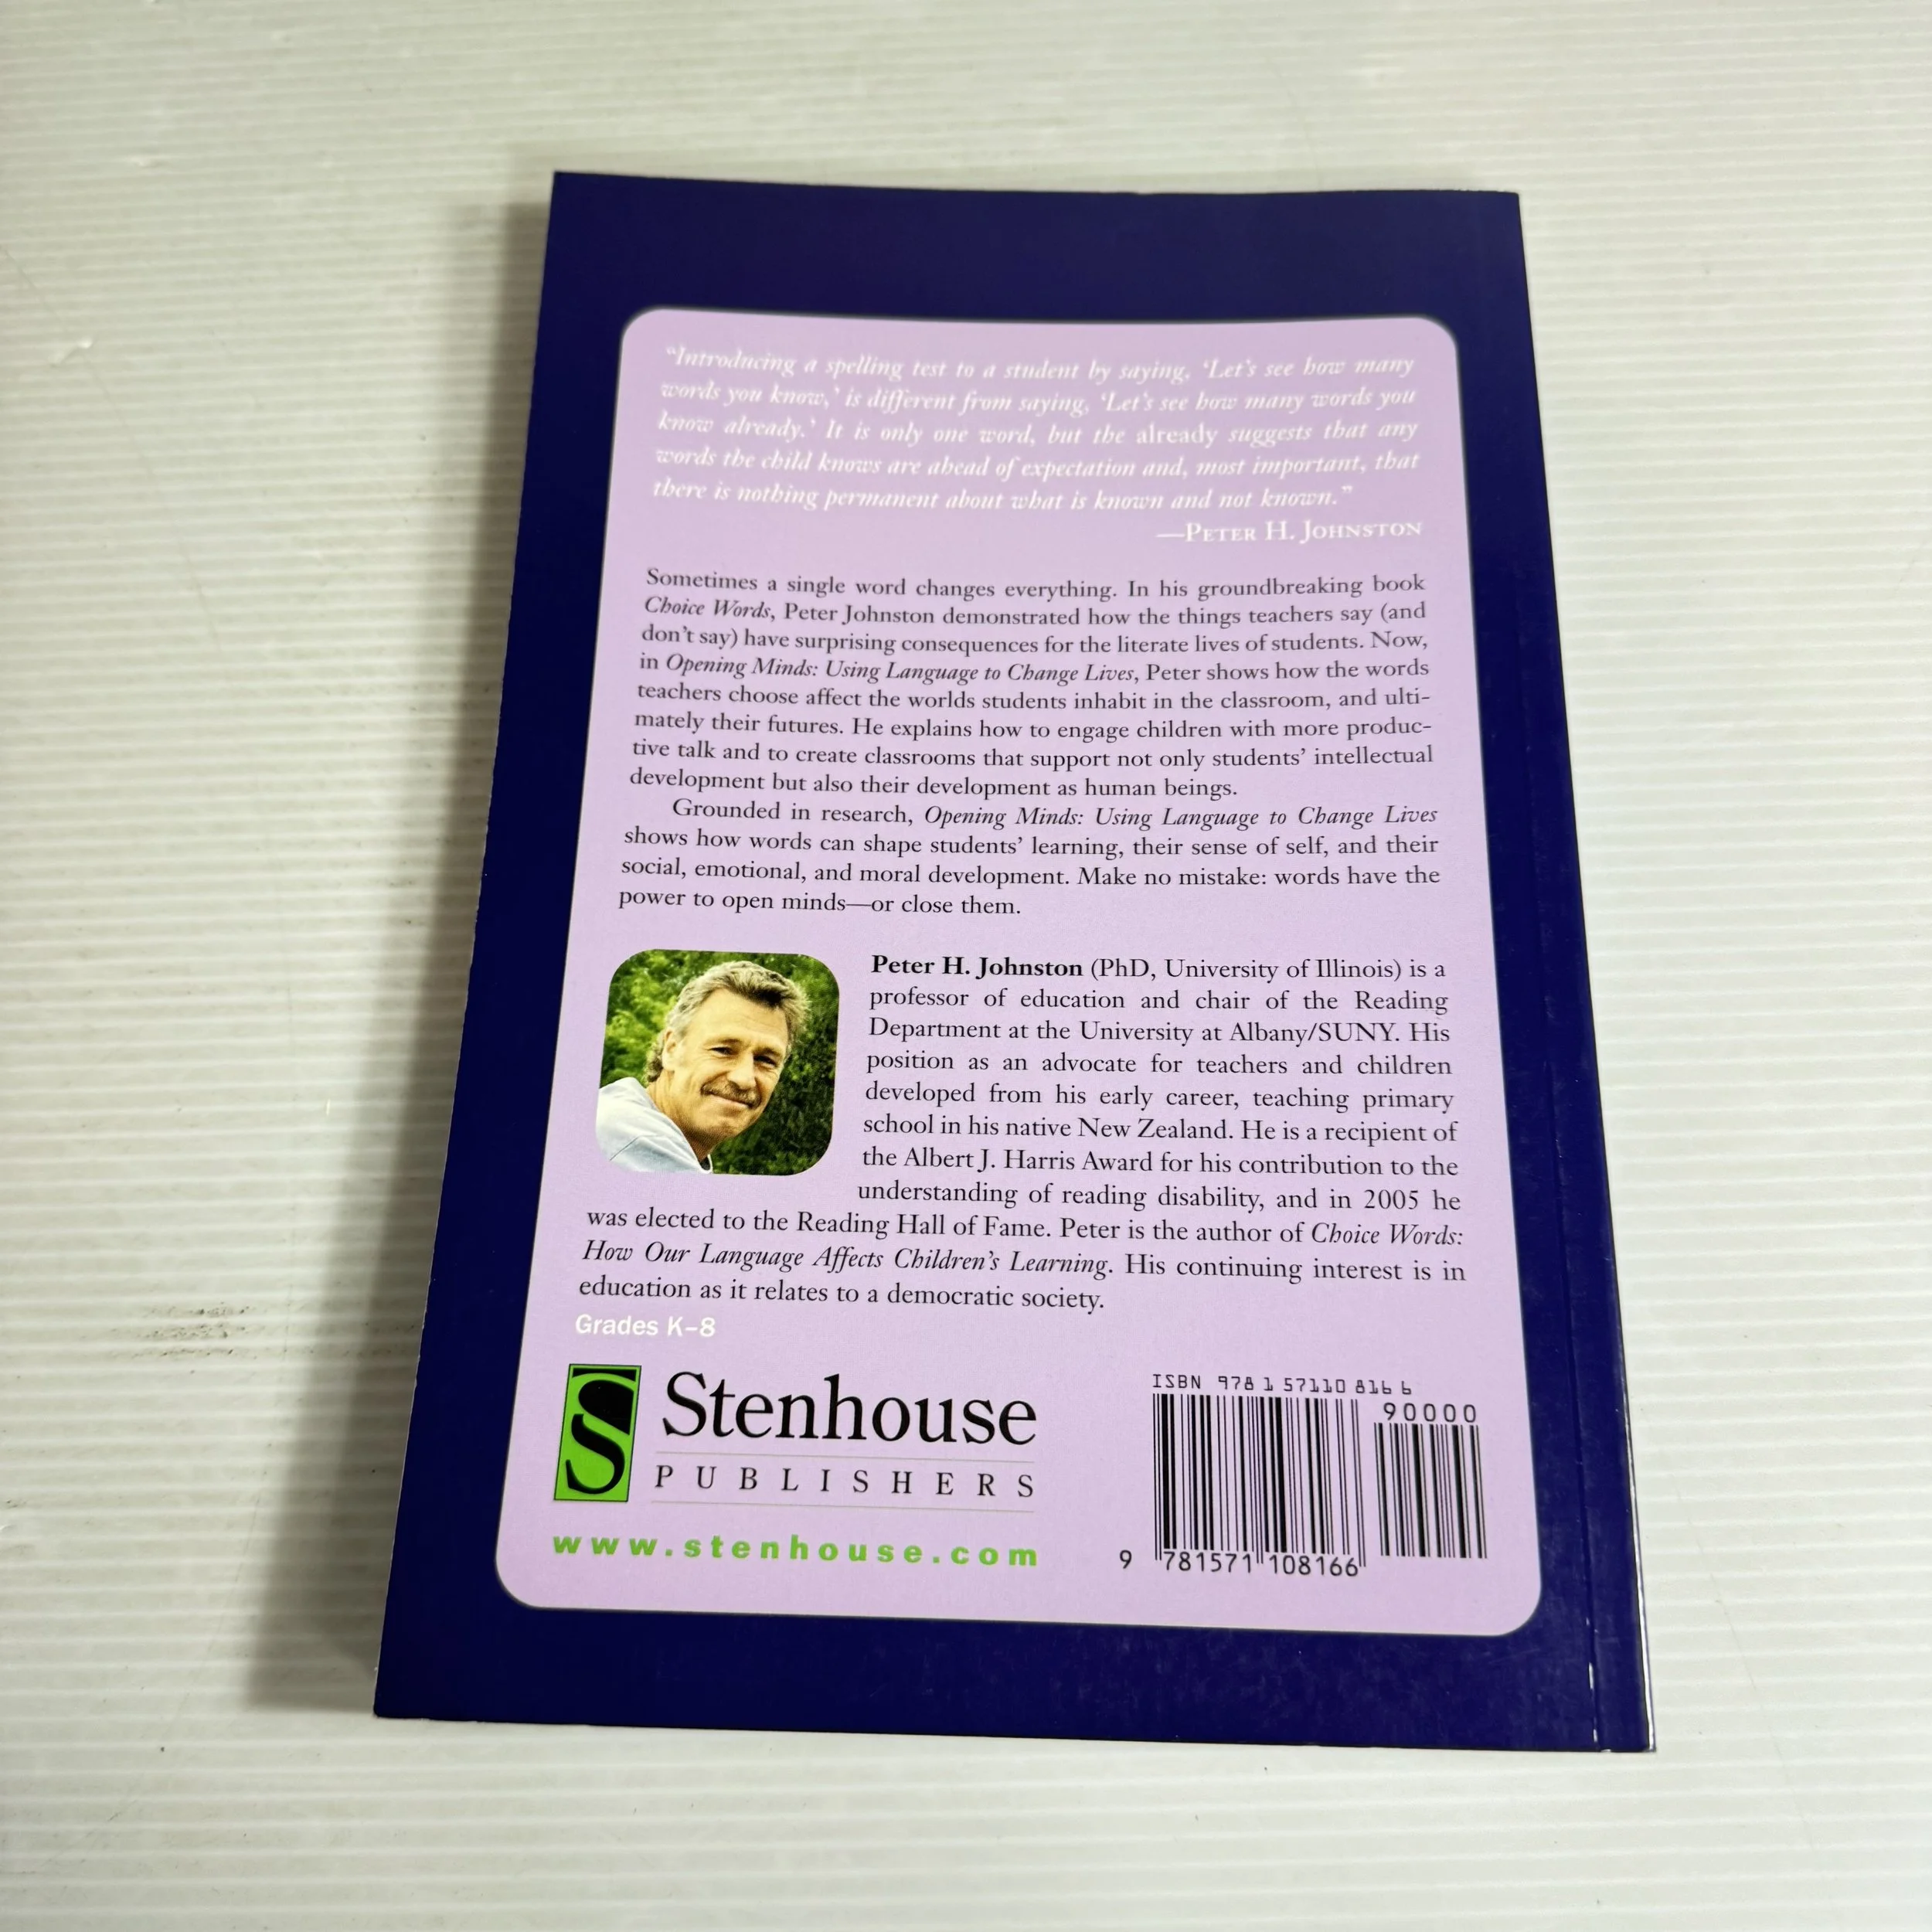 “Introducing a spelling test to a student by saying, ‘Let’s see how many
words you know,’ is different from saying, ‘Let’s see how many words you
know already.’ It is only one word, but the already suggests that any
words the child knows are ahead of expectation and, most important, that
there is nothing permanent about what is known and not known.”
—PETER H. JOHNSTON
Sometimes a single word changes everything. In his groundbreaking book
Choice Words, Peter Johnston demonstrated how the things teachers say (and
don’t say) have surprising consequences for the literate lives of students. Now,
in Opening Minds: Using Language to Change Lives, Peter shows how the words
teachers choose affect the worlds students inhabit in the classroom, and ulti-
mately their futures. He explains how to engage children with more produc-
tive talk and to create classrooms that support not only students’ intellectual
development but also their development as human beings.
Grounded in research, Opening Minds: Using Language to Change Lives
shows how words can shape students’ learning, their sense of self, and their
social, emotional, and moral development. Make no mistake: words have the
power to open minds—or close them.
Peter H. Johnston (PhD, University of Illinois) is a
professor of education and chair of the Reading
Department at the University at Albany/SUNY. His
position as an advocate for teachers and children
developed from his early career, teaching primary
school in his native New Zealand. He is a recipient of
the Albert J. Harris Award for his contribution to the
understanding of reading disability, and in 2005 he
was elected to the Reading Hall of Fame. Peter is the author of Choice Words:
How Our Language Affects Children’s Learning. His continuing interest is in
education as it relates to a democratic society.
Grades K–8
S
Stenhouse
PUBLISHERS
www.stenhouse.com
ISBN 978 1 57110 816 6
90000
9 781571 108166